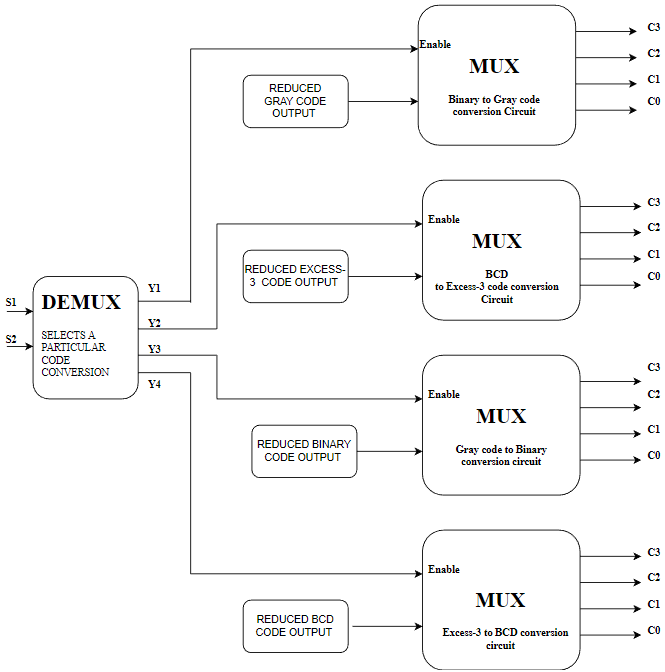 Enable
MUX
Binary to Gray code
conversion Circuit
C3
C2
C1
C0
REDUCED
GRAY CODE
OUTPUT
Enable
MUX
BCD
to Excess-3 code conversion
Circuit
C3
C2
C1
C0
REDUCED EXCESS-
3 CODE OUTPUT
S1
S2
DEMUX
SELECTS A
PARTICULAR
CODE
CONVERSION
Y1
Y2
Y3
Y4
Enable
MUX
Gray code to Binary
conversion circuit
C3
C2
C1
C0
REDUCED BINARY
CODE OUTPUT
Enable
MUX
Excess-3 to BCD conversion
circuit
C3
C2
C1
C0
REDUCED BCD
CODE OUTPUT